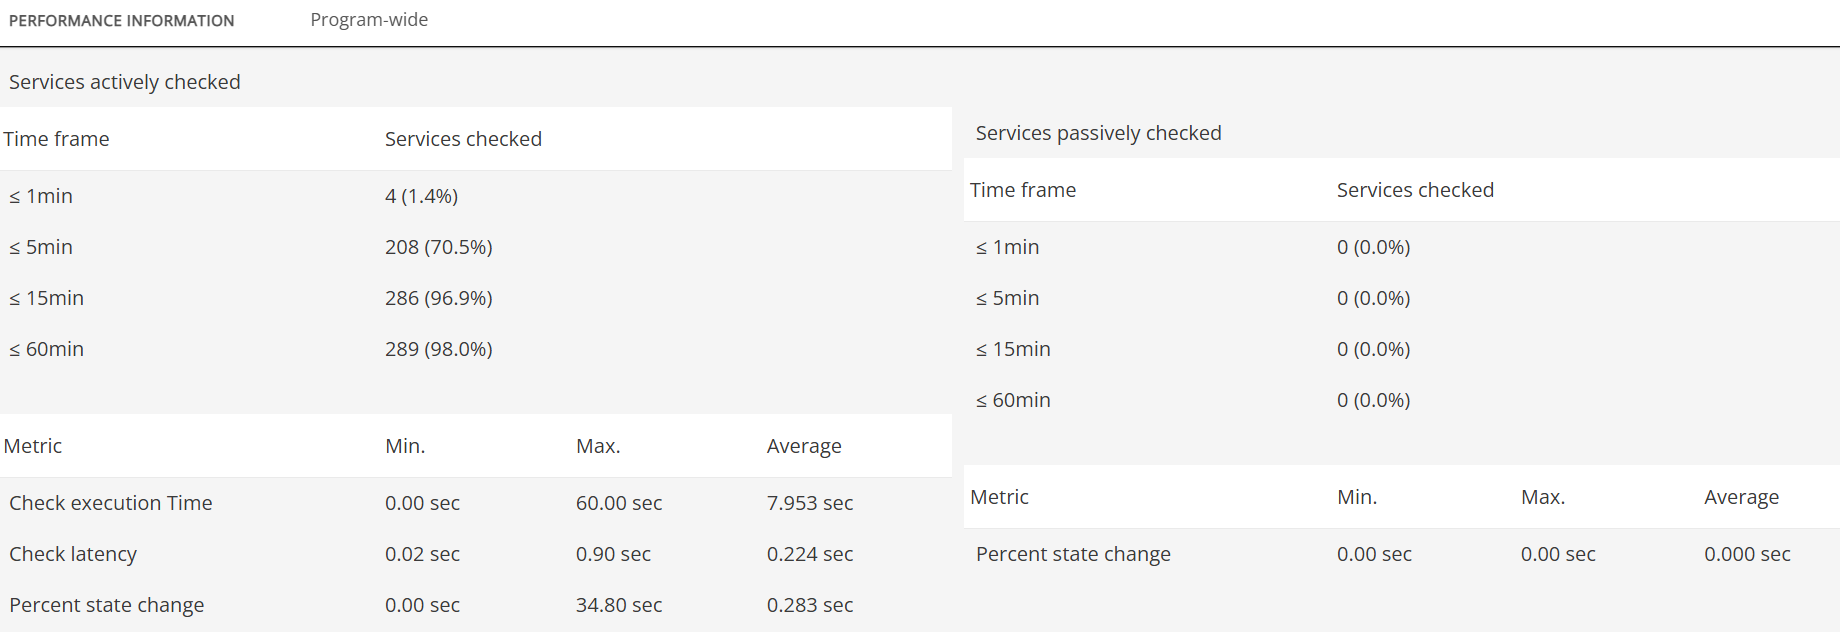 PERFORMANCE INFORMATION Program-wide
Services actively checked
Time frame Services checked
≤ 1min 4 (1.4%)
≤ 5min 208 (70.5%)
≤ 15min 286 (96.9%)
≤ 60min 289 (98.0%)
Metric Min. Max. Average
Check execution Time 0.00 sec 60.00 sec 7.953 sec
Check latency 0.02 sec 0.90 sec 0.224 sec
Percent state change 0.00 sec 34.80 sec 0.283 sec
Services passively checked
Time frame Services checked
≤ 1min 0 (0.0%)
≤ 5min 0 (0.0%)
≤ 15min 0 (0.0%)
≤ 60min 0 (0.0%)
Metric Min. Max. Average
Percent state change 0.00 sec 0.00 sec 0.000 sec